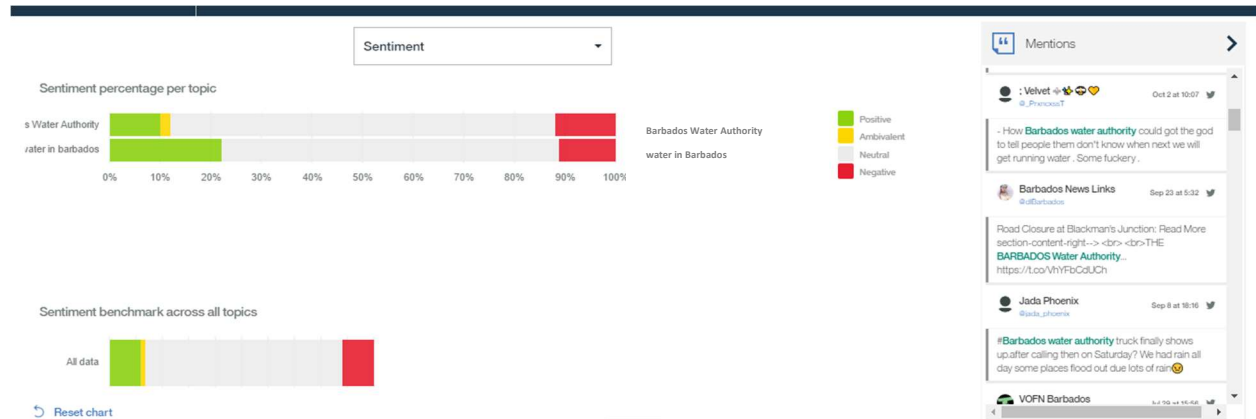 Sentiment
Sentiment percentage per topic
s Water Authority
water in barbados
0% 10% 20% 30% 40% 50% 60% 70% 80% 90% 100%
Barbados Water Authority
water in Barbados
Positive
Ambivalent
Neutral
Negative
Sentiment benchmark across all topics
All data
Reset chart
Mentions
: Velvet
Oct 2 at 10:07
@_PrxncxssT
- How Barbados water authority could got the god
to tell people them don't know when next we will
get running water . Some fuckery .
Barbados News Links
Sep 23 at 5:32
@dlBarbados
Road Closure at Blackman's Junction: Read More
section-content-right--> <br> <br>THE
BARBADOS Water Authority...
https://t.co/VhYFbCdUCh
Jada Phoenix
Sep 8 at 18:16
@jada_phoenix
#Barbados water authority truck finally shows
up.after calling then on Saturday? We had rain all
day some places flood out due lots of rain😢
VOFN Barbados